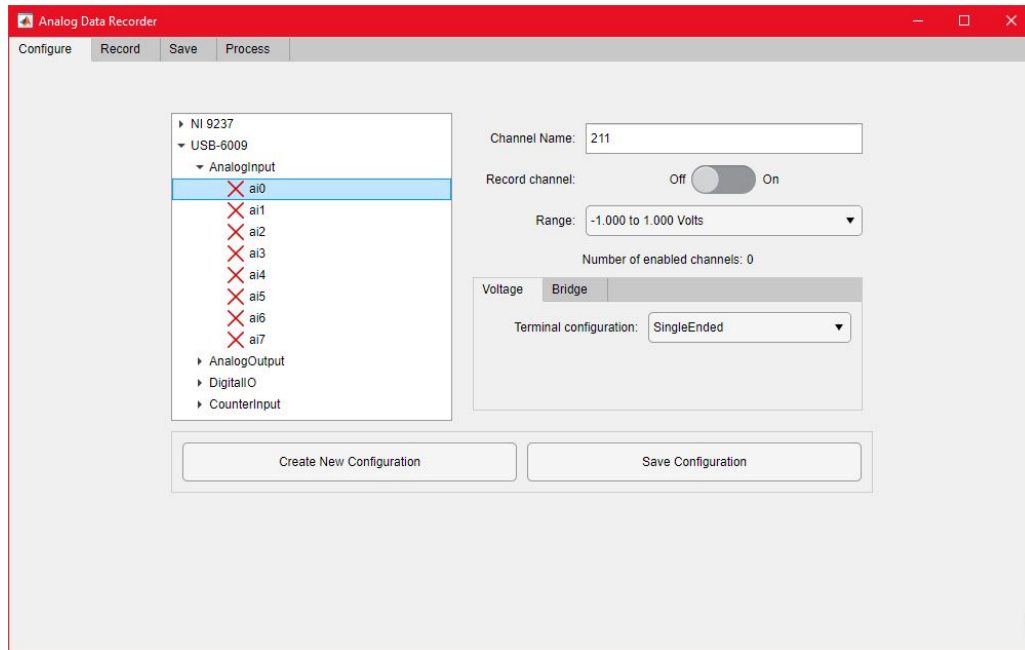 Analog Data Recorder
Configure Record Save Process
NI 9237
USB-6009
AnalogInput
ai0
ai1
ai2
ai3
ai4
ai5
ai6
ai7
AnalogOutput
DigitalIO
CounterInput
Channel Name: 211
Record channel: Off On
Range: -1.000 to 1.000 Volts
Number of enabled channels: 0
Voltage Bridge
Terminal configuration: SingleEnded
Create New Configuration Save Configuration